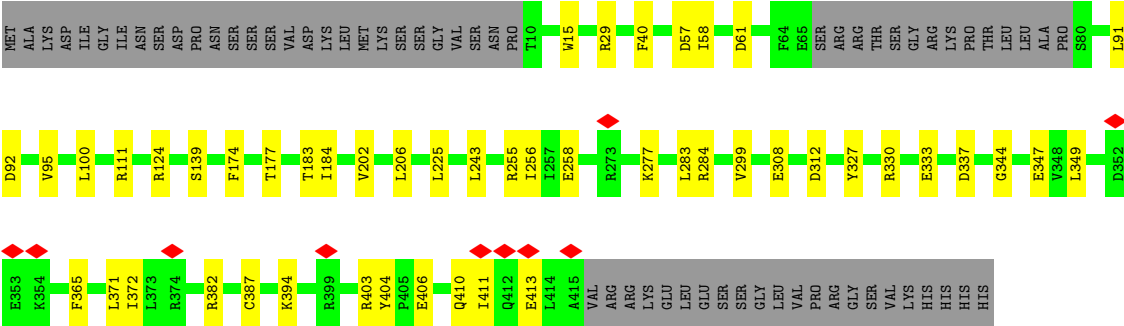 MET ALA LYS ASP ILE GLY ILE ASN SER ASP PRO ASN SER SER SER VAL ASP LYS LEU MET LYS SER SER GLY VAL SER ASN PRO T10 W15 R29 F40 D57 I58 D61 F64 E65 SER ARG ARG THR SER GLY ARG LYS PRO THR LEU LEU ALA PRO S80 L91
D92 V95 L100 R111 R124 S139 F174 T177 T183 I184 V202 L206 L225 L243 R255 I256 I257 E258 R273 K277 L283 R284 V299 E308 D312 Y327 R330 E333 D337 G344 E347 V348 L349 D352
E353 K354 F365 L371 I372 L373 R374 R382 C387 K394 R399 R403 Y404 P405 E406 Q410 I411 Q412 E413 L414 A415 VAL ARG ARG LYS GLU LEU GLU SER SER GLY LEU VAL PRO ARG GLY SER VAL LYS HIS HIS HIS HIS HIS